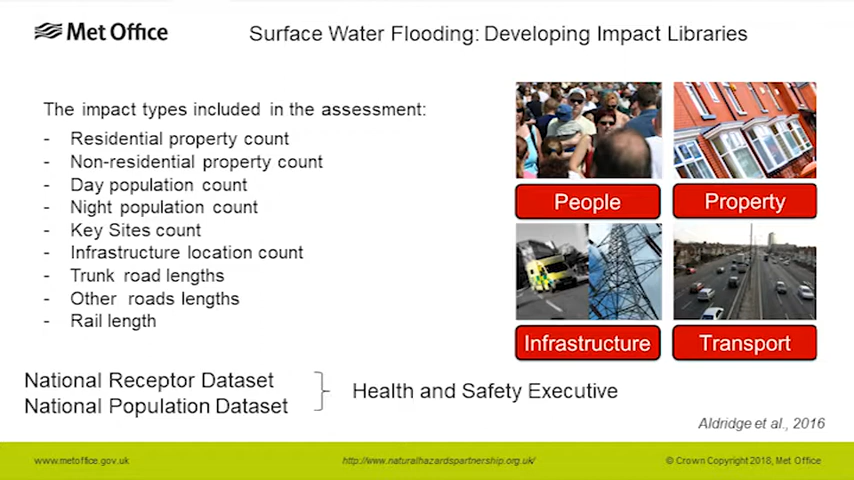 Met Office
Surface Water Flooding: Developing Impact Libraries
The impact types included in the assessment:
- Residential property count
- Non-residential property count
- Day population count
- Night population count
- Key Sites count
- Infrastructure location count
- Trunk road lengths
- Other roads lengths
- Rail length
People
Property
Infrastructure
Transport
National Receptor Dataset
National Population Dataset
Health and Safety Executive
Aldridge et al., 2016
www.metoffice.gov.uk
http://www.naturalhazardspartnership.org.uk/
© Crown Copyright 2018, Met Office